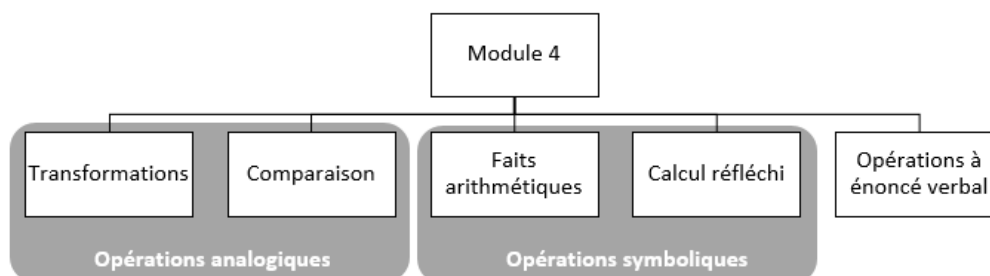 Module 4
Transformations
Comparaison
Faits
arithmétiques
Calcul réfléchi
Opérations à
énoncé verbal
Opérations analogiques
Opérations symboliques